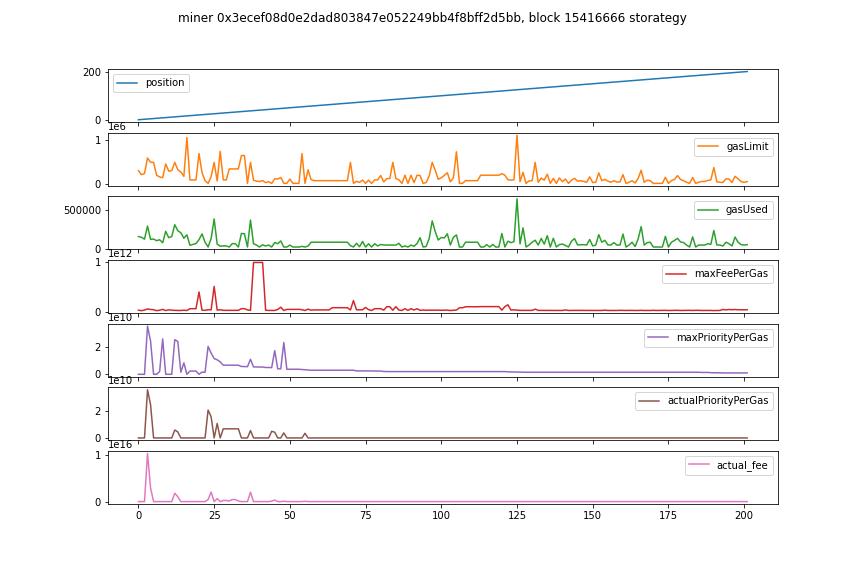 miner 0x3ecef08d0e2dad803847e052249bb4f8bff2d5bb, block 15416666 storategy
200
0
position
1e6
1
0
gasLimit
500000
0
gasUsed
1e12
1
0
maxFeePerGas
1e10
2
0
maxPriorityPerGas
1e10
2
0
actualPriorityPerGas
1e16
1
0
actual_fee
0 25 50 75 100 125 150 175 200